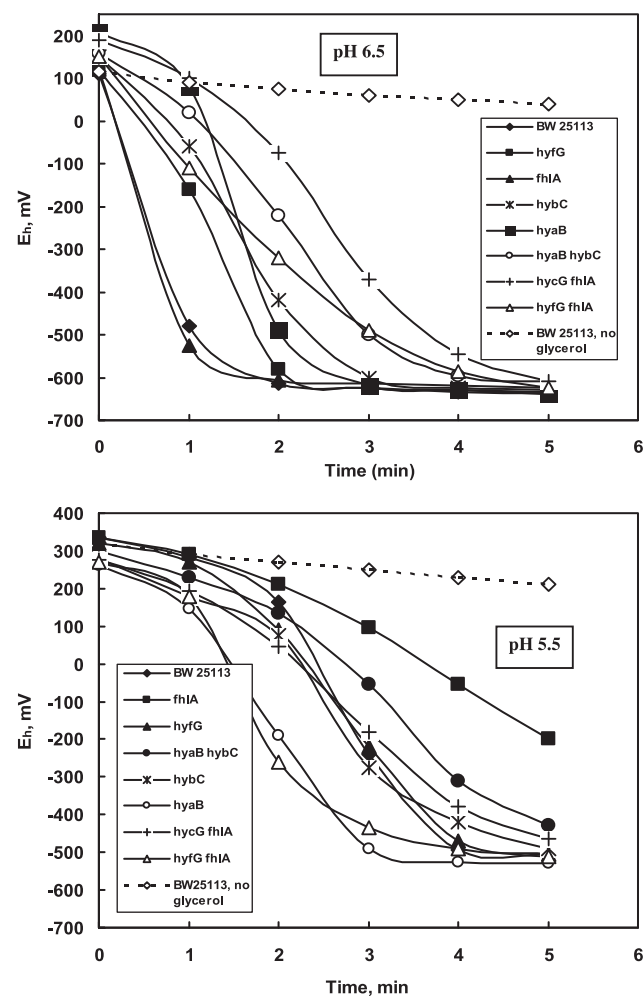 200
100
0
-100
-200
-300
-400
-500
-600
-700
Eh, mV
pH 6.5
BW 25113
hyfG
fhlA
hybC
hyaB
hyaB hybC
hycG fhlA
hyfG fhlA
BW 25113, no
glycerol
0 1 2 3 4 5 6
Time (min)
400
300
200
100
0
-100
-200
-300
-400
-500
-600
-700
Eh, mV
pH 5.5
BW 25113
fhlA
hyfG
hyaB hybC
hybC
hyaB
hycG fhlA
hyfG fhlA
BW25113, no
glycerol
0 1 2 3 4 5 6
Time, min